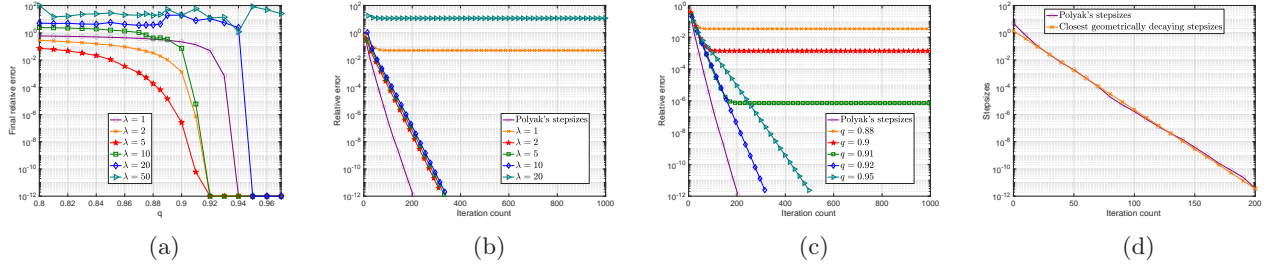 10^2
10^0
10^-2
10^-4
10^-6
10^-8
10^-10
10^-12
Final relative error
λ = 1
λ = 2
λ = 5
λ = 10
λ = 20
λ = 50
0.8 0.82 0.84 0.86 0.88 0.9 0.92 0.94 0.96
q
(a)
10^2
10^0
10^-2
10^-4
10^-6
10^-8
10^-10
10^-12
Relative error
Polyak's stepsizes
λ = 1
λ = 2
λ = 5
λ = 10
λ = 20
0 200 400 600 800 1000
Iteration count
(b)
10^0
10^-2
10^-4
10^-6
10^-8
10^-10
10^-12
Relative error
Polyak's stepsizes
q = 0.88
q = 0.9
q = 0.91
q = 0.92
q = 0.95
0 200 400 600 800 1000
Iteration count
(c)
10^2
10^0
10^-2
10^-4
10^-6
10^-8
10^-10
10^-12
Stepsizes
Polyak's stepsizes
Closest geometrically decaying stepsizes
0 50 100 150 200
Iteration count
(d)